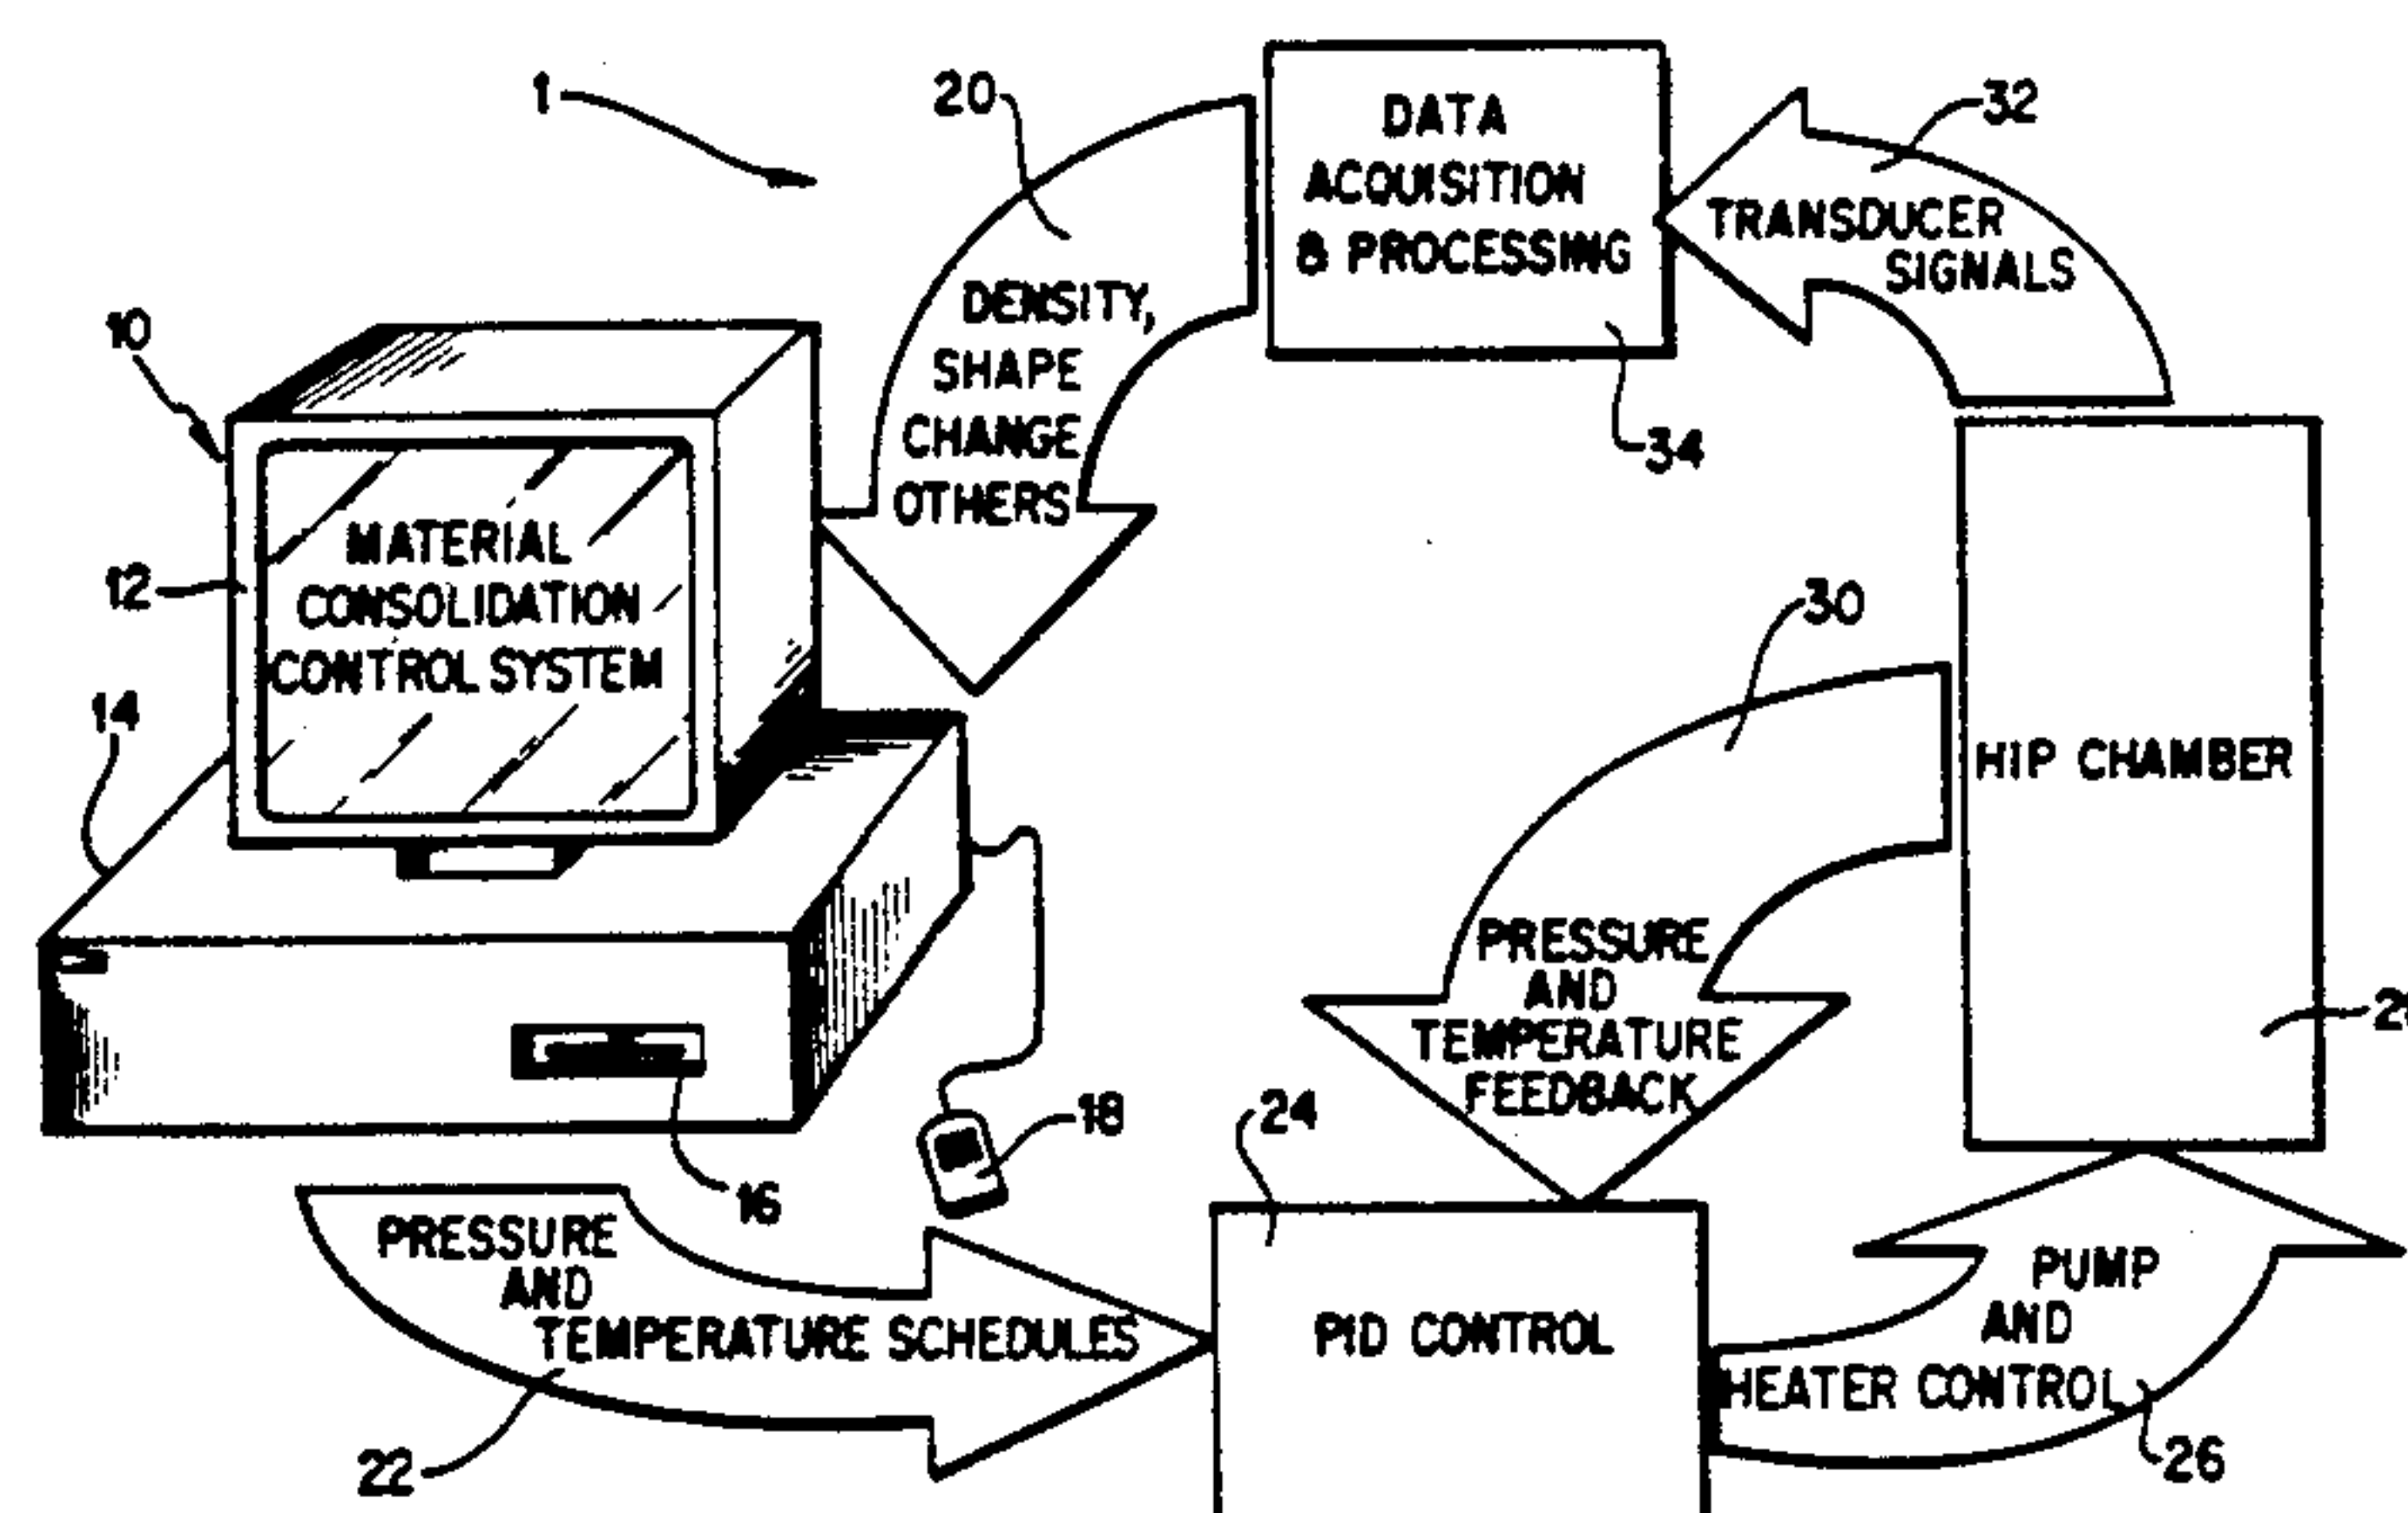 1
20
DATA
ACQUISITION
& PROCESSING
32
TRANSDUCER
SIGNALS
34
DENSITY,
SHAPE
CHANGE
OTHERS
10
12
MATERIAL
CONSOLIDATION
CONTROL SYSTEM
14
30
HIP CHAMBER
PRESSURE
AND
TEMPERATURE
FEEDBACK
24
18
16
PRESSURE
AND
TEMPERATURE SCHEDULES
22
PID CONTROL
PUMP
AND
HEATER CONTROL
26